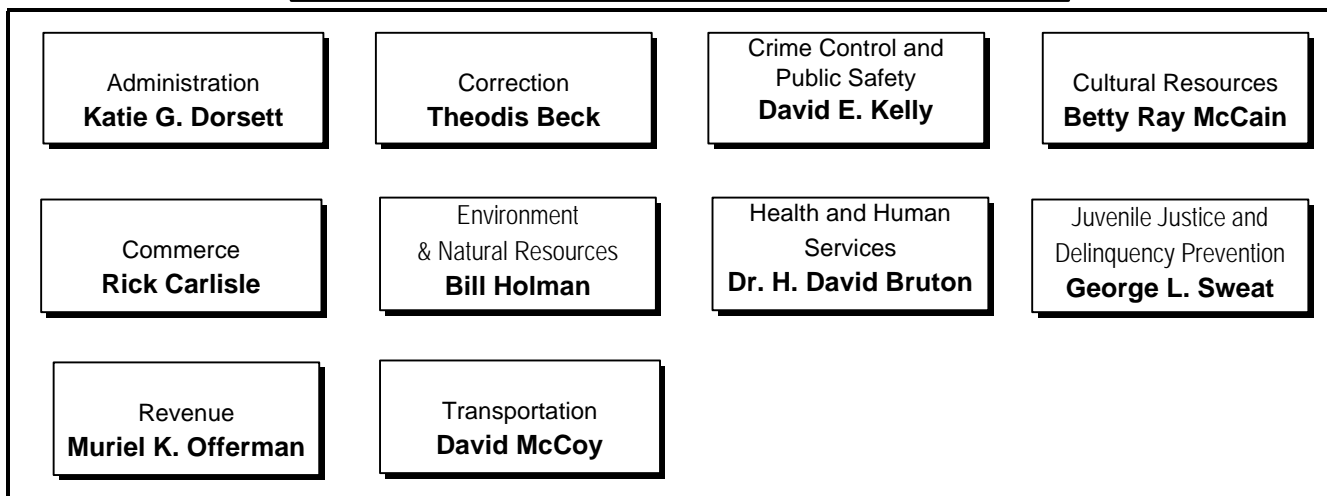 Administration
Katie G. Dorsett
Correction
Theodis Beck
Crime Control and
Public Safety
David E. Kelly
Cultural Resources
Betty Ray McCain
Commerce
Rick Carlisle
Environment
& Natural Resources
Bill Holman
Health and Human
Services
Dr. H. David Bruton
Juvenile Justice and
Delinquency Prevention
George L. Sweat
Revenue
Muriel K. Offerman
Transportation
David McCoy